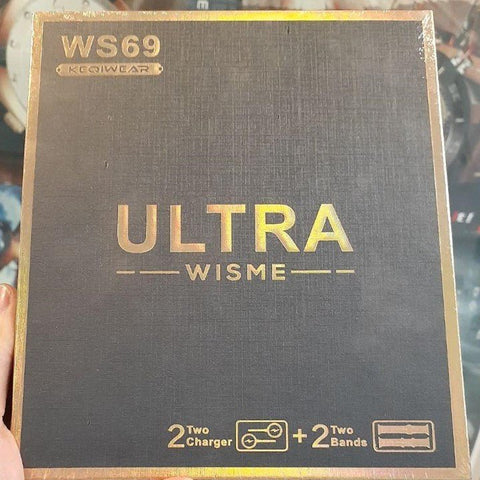 WS69
KEQIWEAR
ULTRA
WISME
2 Two Charger + 2 Two Bands